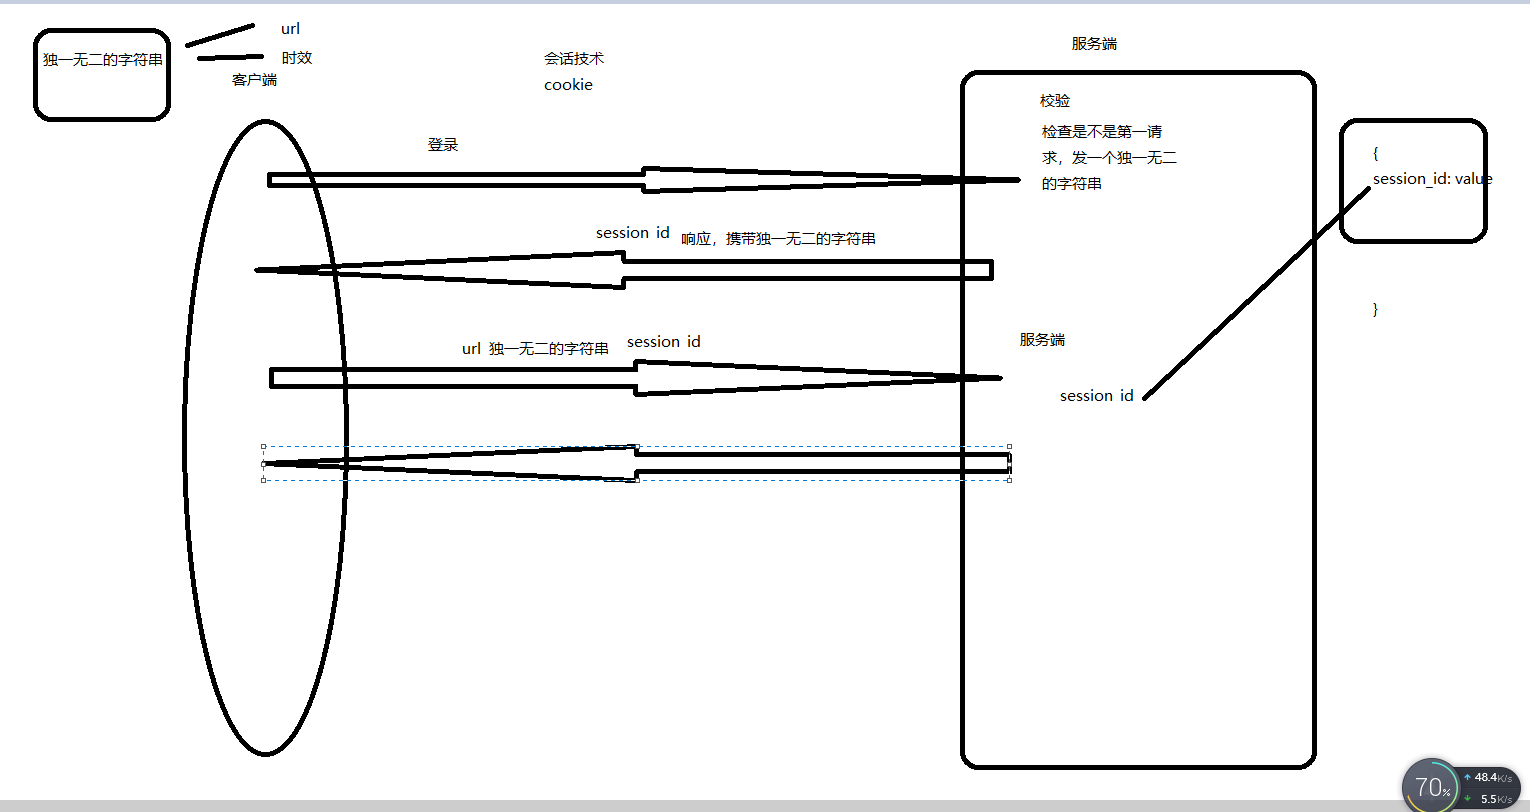 url
独一无二的字符串
时效
客户端
会话技术
cookie
服务端
登录
校验
检查是不是第一请
求，发一个独一无二
的字符串
{
session_id: value
}
session id
响应，携带独一无二的字符串
url 独一无二的字符串
session id
服务端
session id
70%
48.4K/s
5.5K/s